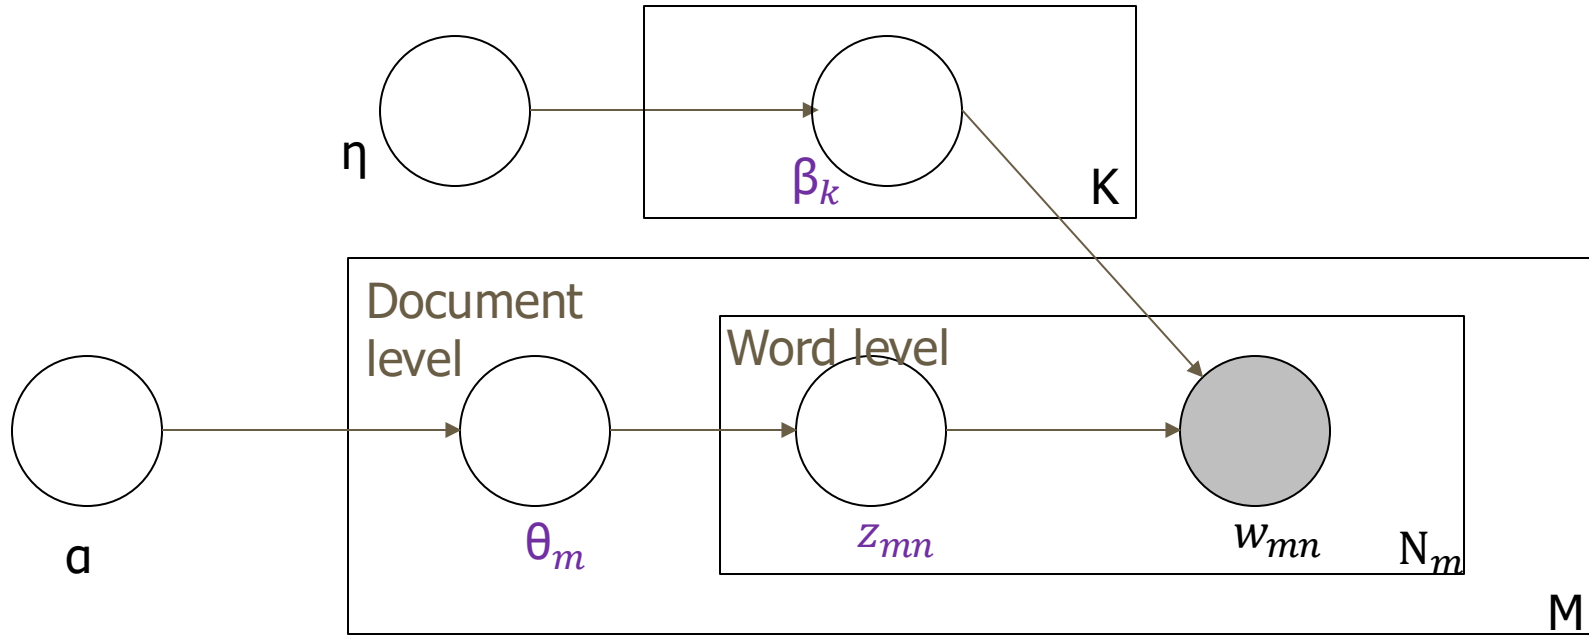 η
βₖ
K
Document
level
Word level
α
θₘ
zₘₙ
wₘₙ
Nₘ
M